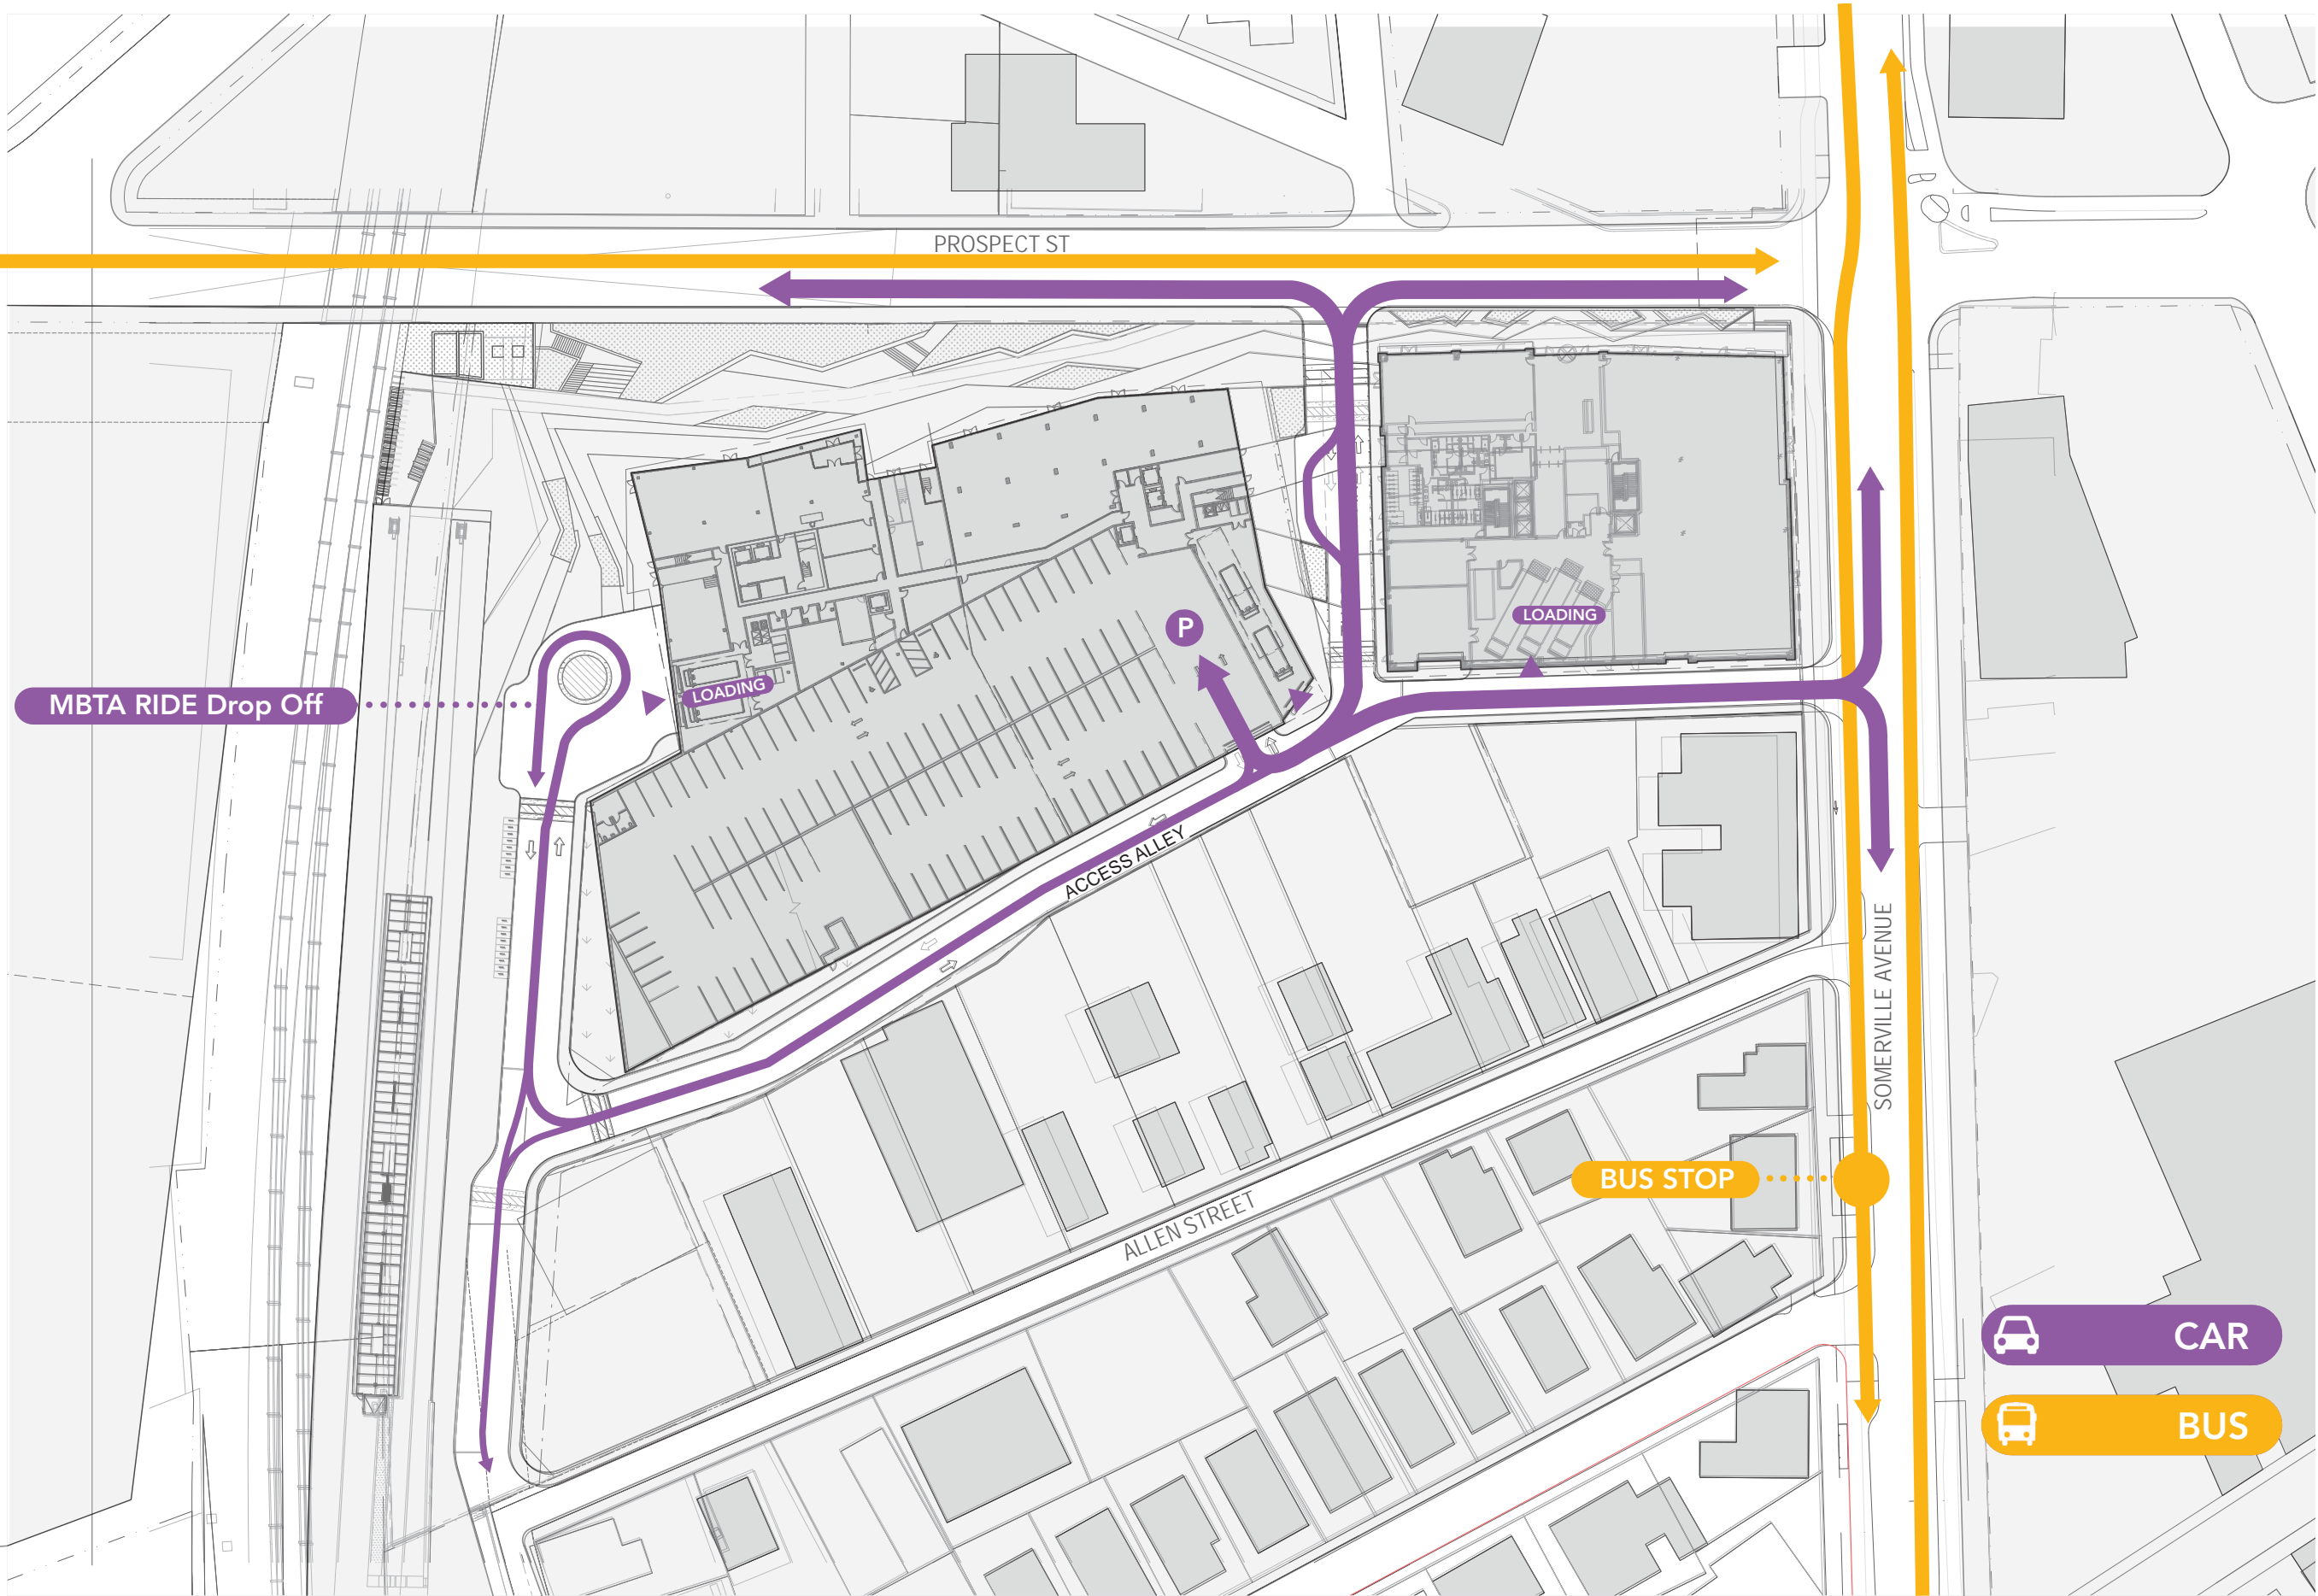 PROSPECT ST
P
LOADING
MBTA RIDE Drop Off
LOADING
ACCESS ALLEY
SOMERVILLE AVENUE
BUS STOP
ALLEN STREET
CAR
BUS